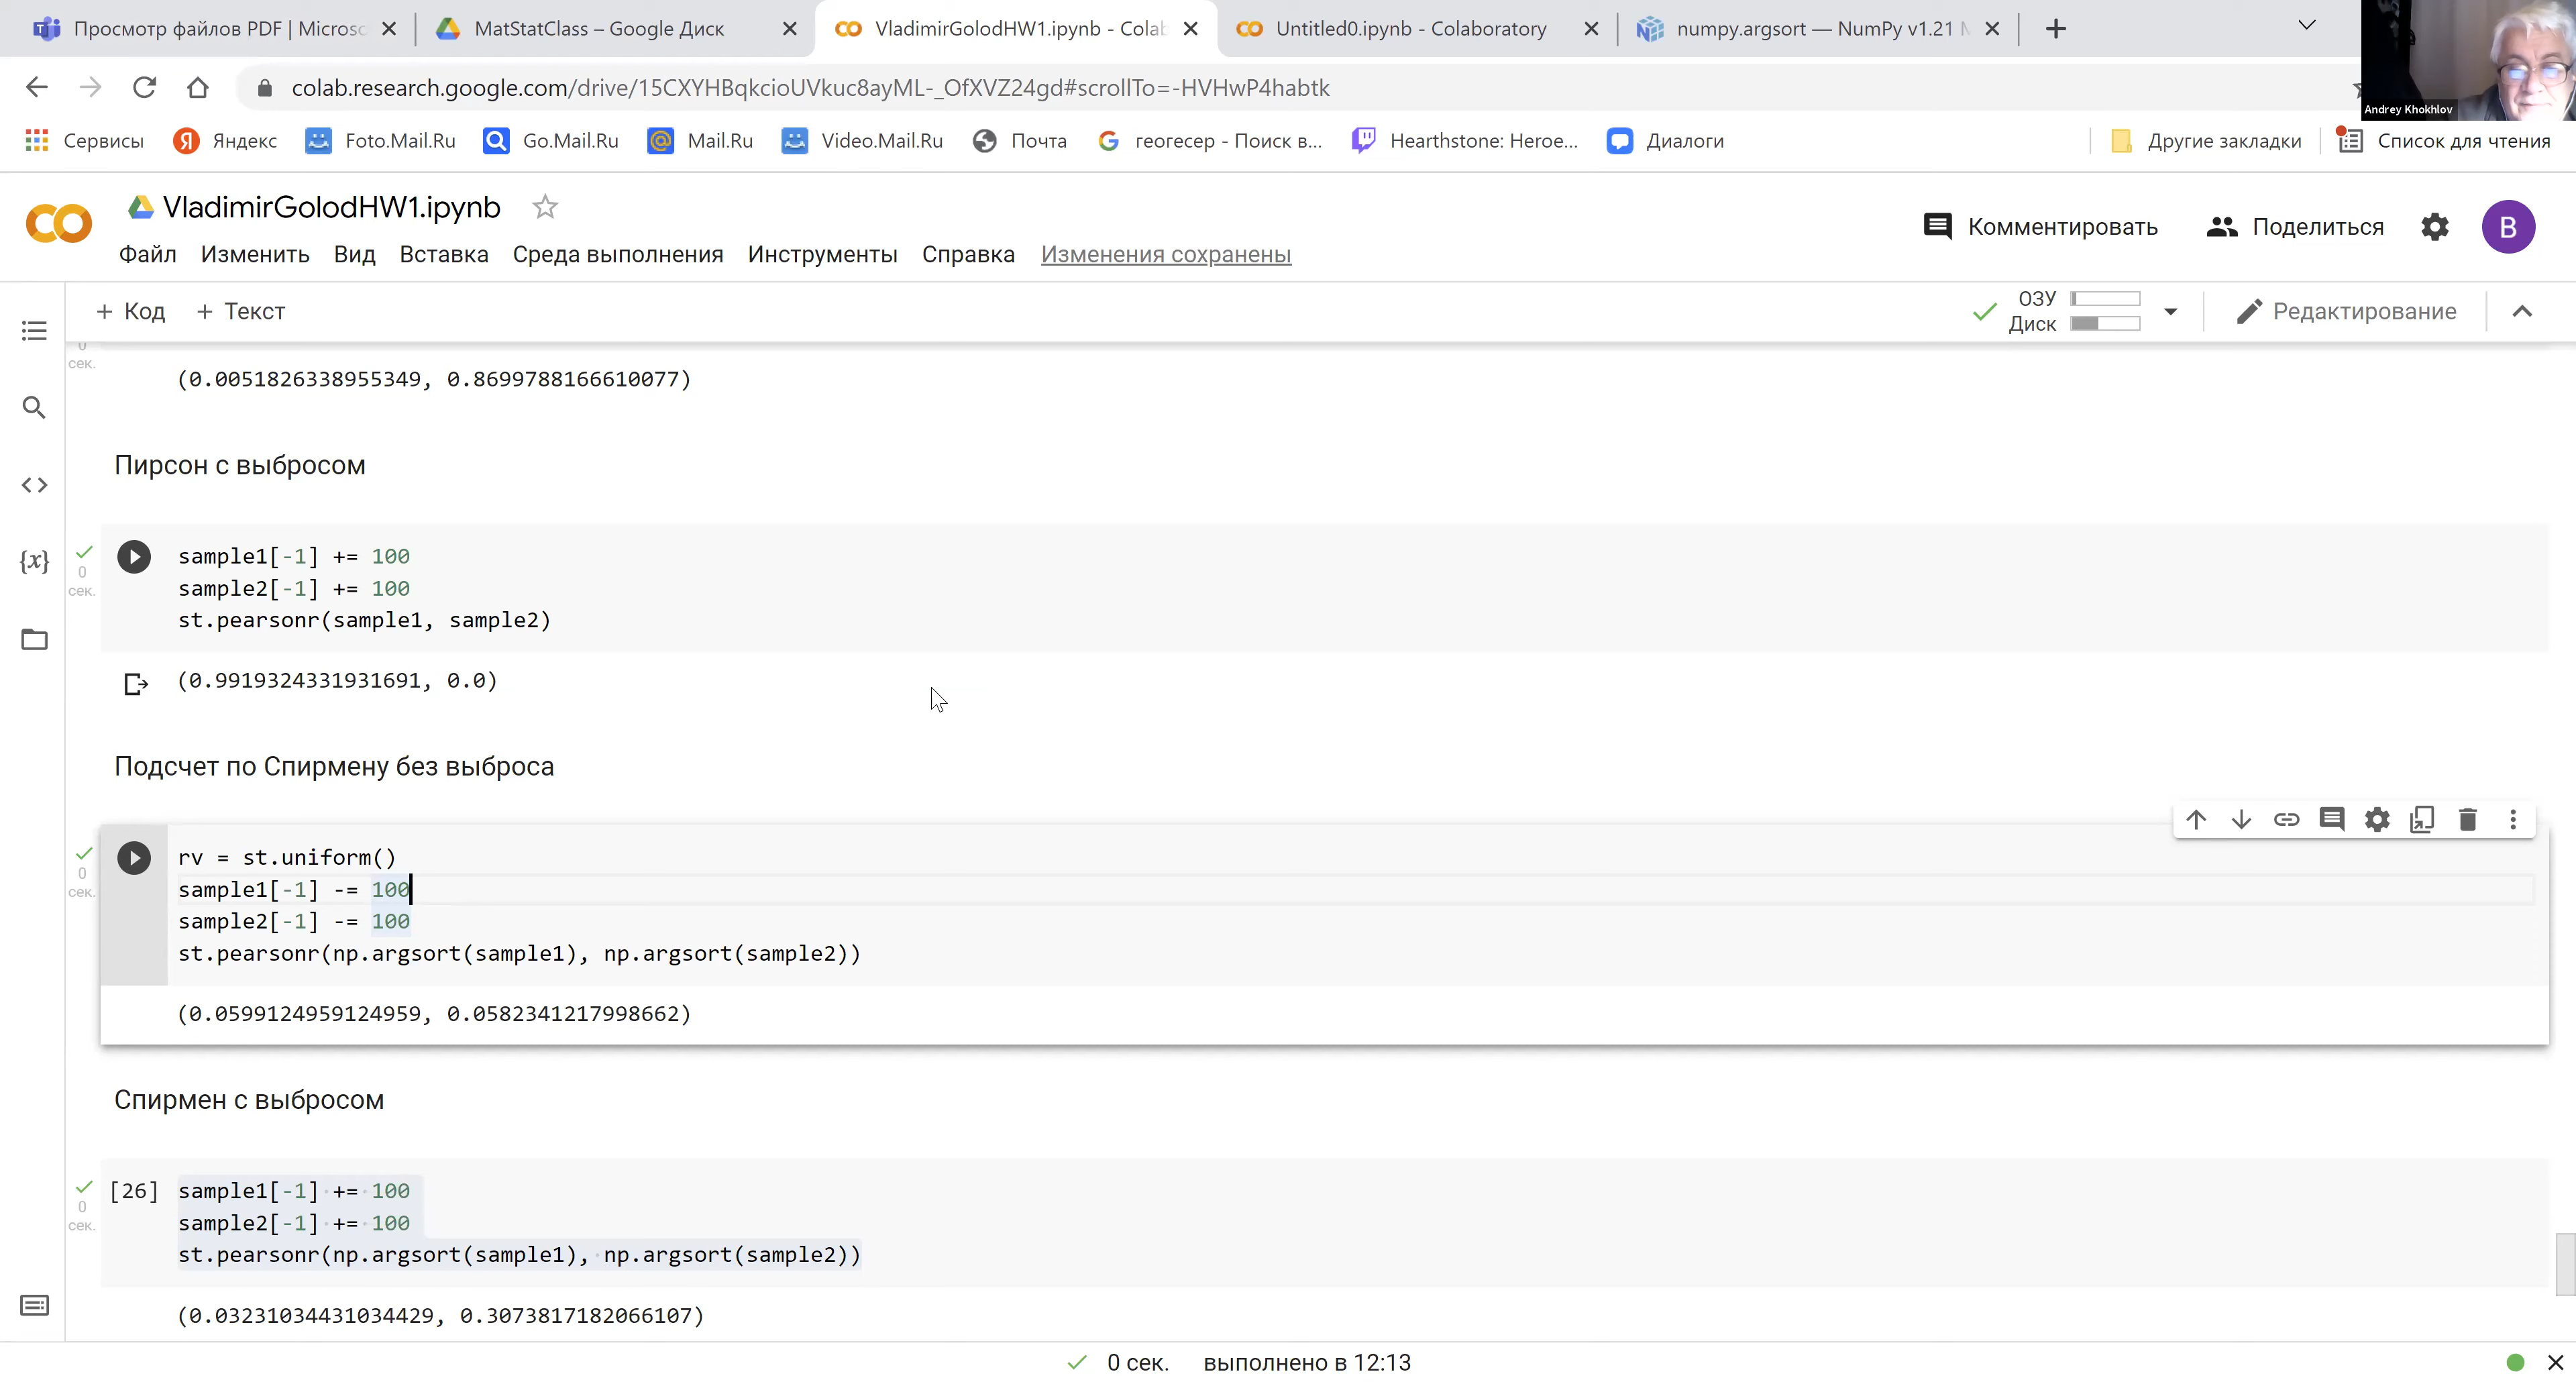 Просмотр файлов PDF | Microsc
MatStatClass – Google Диск
VladimirGolodHW1.ipynb - Colab
Untitled0.ipynb - Colaboratory
numpy.argsort — NumPy v1.21 M
colab.research.google.com/drive/15CXYHBqkcioUVkuc8ayML-_OfXVZ24gd#scrollTo=-HVHwP4habtk
Andrey Khokhlov
Сервисы
Яндекс
Foto.Mail.Ru
Go.Mail.Ru
Mail.Ru
Video.Mail.Ru
Почта
геогесер - Поиск в...
Hearthstone: Heroe...
Диалоги
Другие закладки
Список для чтения
VladimirGolodHW1.ipynb
Файл Изменить Вид Вставка Среда выполнения Инструменты Справка Изменения сохранены
Комментировать
Поделиться
B
+ Код + Текст
ОЗУ
Диск
Редактирование
0
сек.
(0.0051826338955349, 0.8699788166610077)
Пирсон с выбросом
0
сек.
sample1[-1] += 100
sample2[-1] += 100
st.pearsonr(sample1, sample2)
(0.9919324331931691, 0.0)
Подсчет по Спирмену без выброса
0
сек.
rv = st.uniform()
sample1[-1] -= 100
sample2[-1] -= 100
st.pearsonr(np.argsort(sample1), np.argsort(sample2))
(0.0599124959124959, 0.0582341217998662)
Спирмен с выбросом
0
сек.
[26]
sample1[-1] += 100
sample2[-1] += 100
st.pearsonr(np.argsort(sample1), np.argsort(sample2))
(0.03231034431034429, 0.3073817182066107)
0 сек. выполнено в 12:13